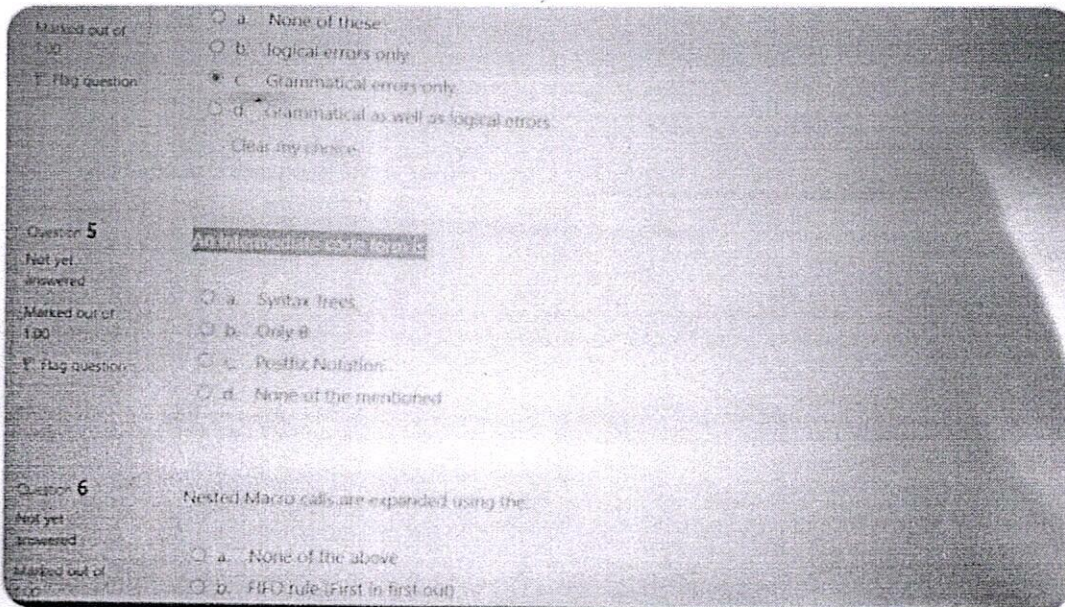 Marked out of
1.00
Flag question
a. None of these
b. logical errors only
c. Grammatical errors only
d. Grammatical as well as logical errors
Clear my choice
Question 5
Not yet
answered
Marked out of
1.00
Flag question
An intermediate code form is
a. Syntax Trees
b. Only θ
c. Postfix Notation
d. None of the mentioned
Question 6
Not yet
answered
Marked out of
1.00
Nested Macro calls are expanded using the
a. None of the above
b. FIFO rule (First in first out)